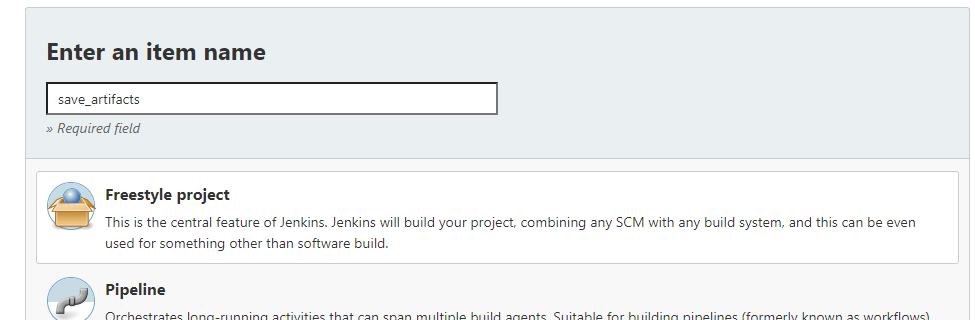 Enter an item name
save_artifacts
» Required field
Freestyle project
This is the central feature of Jenkins. Jenkins will build your project, combining any SCM with any build system, and this can be even
used for something other than software build.
Pipeline
Orchestrates long-running activities that can span multiple build agents. Suitable for building pipelines (formerly known as workflows)